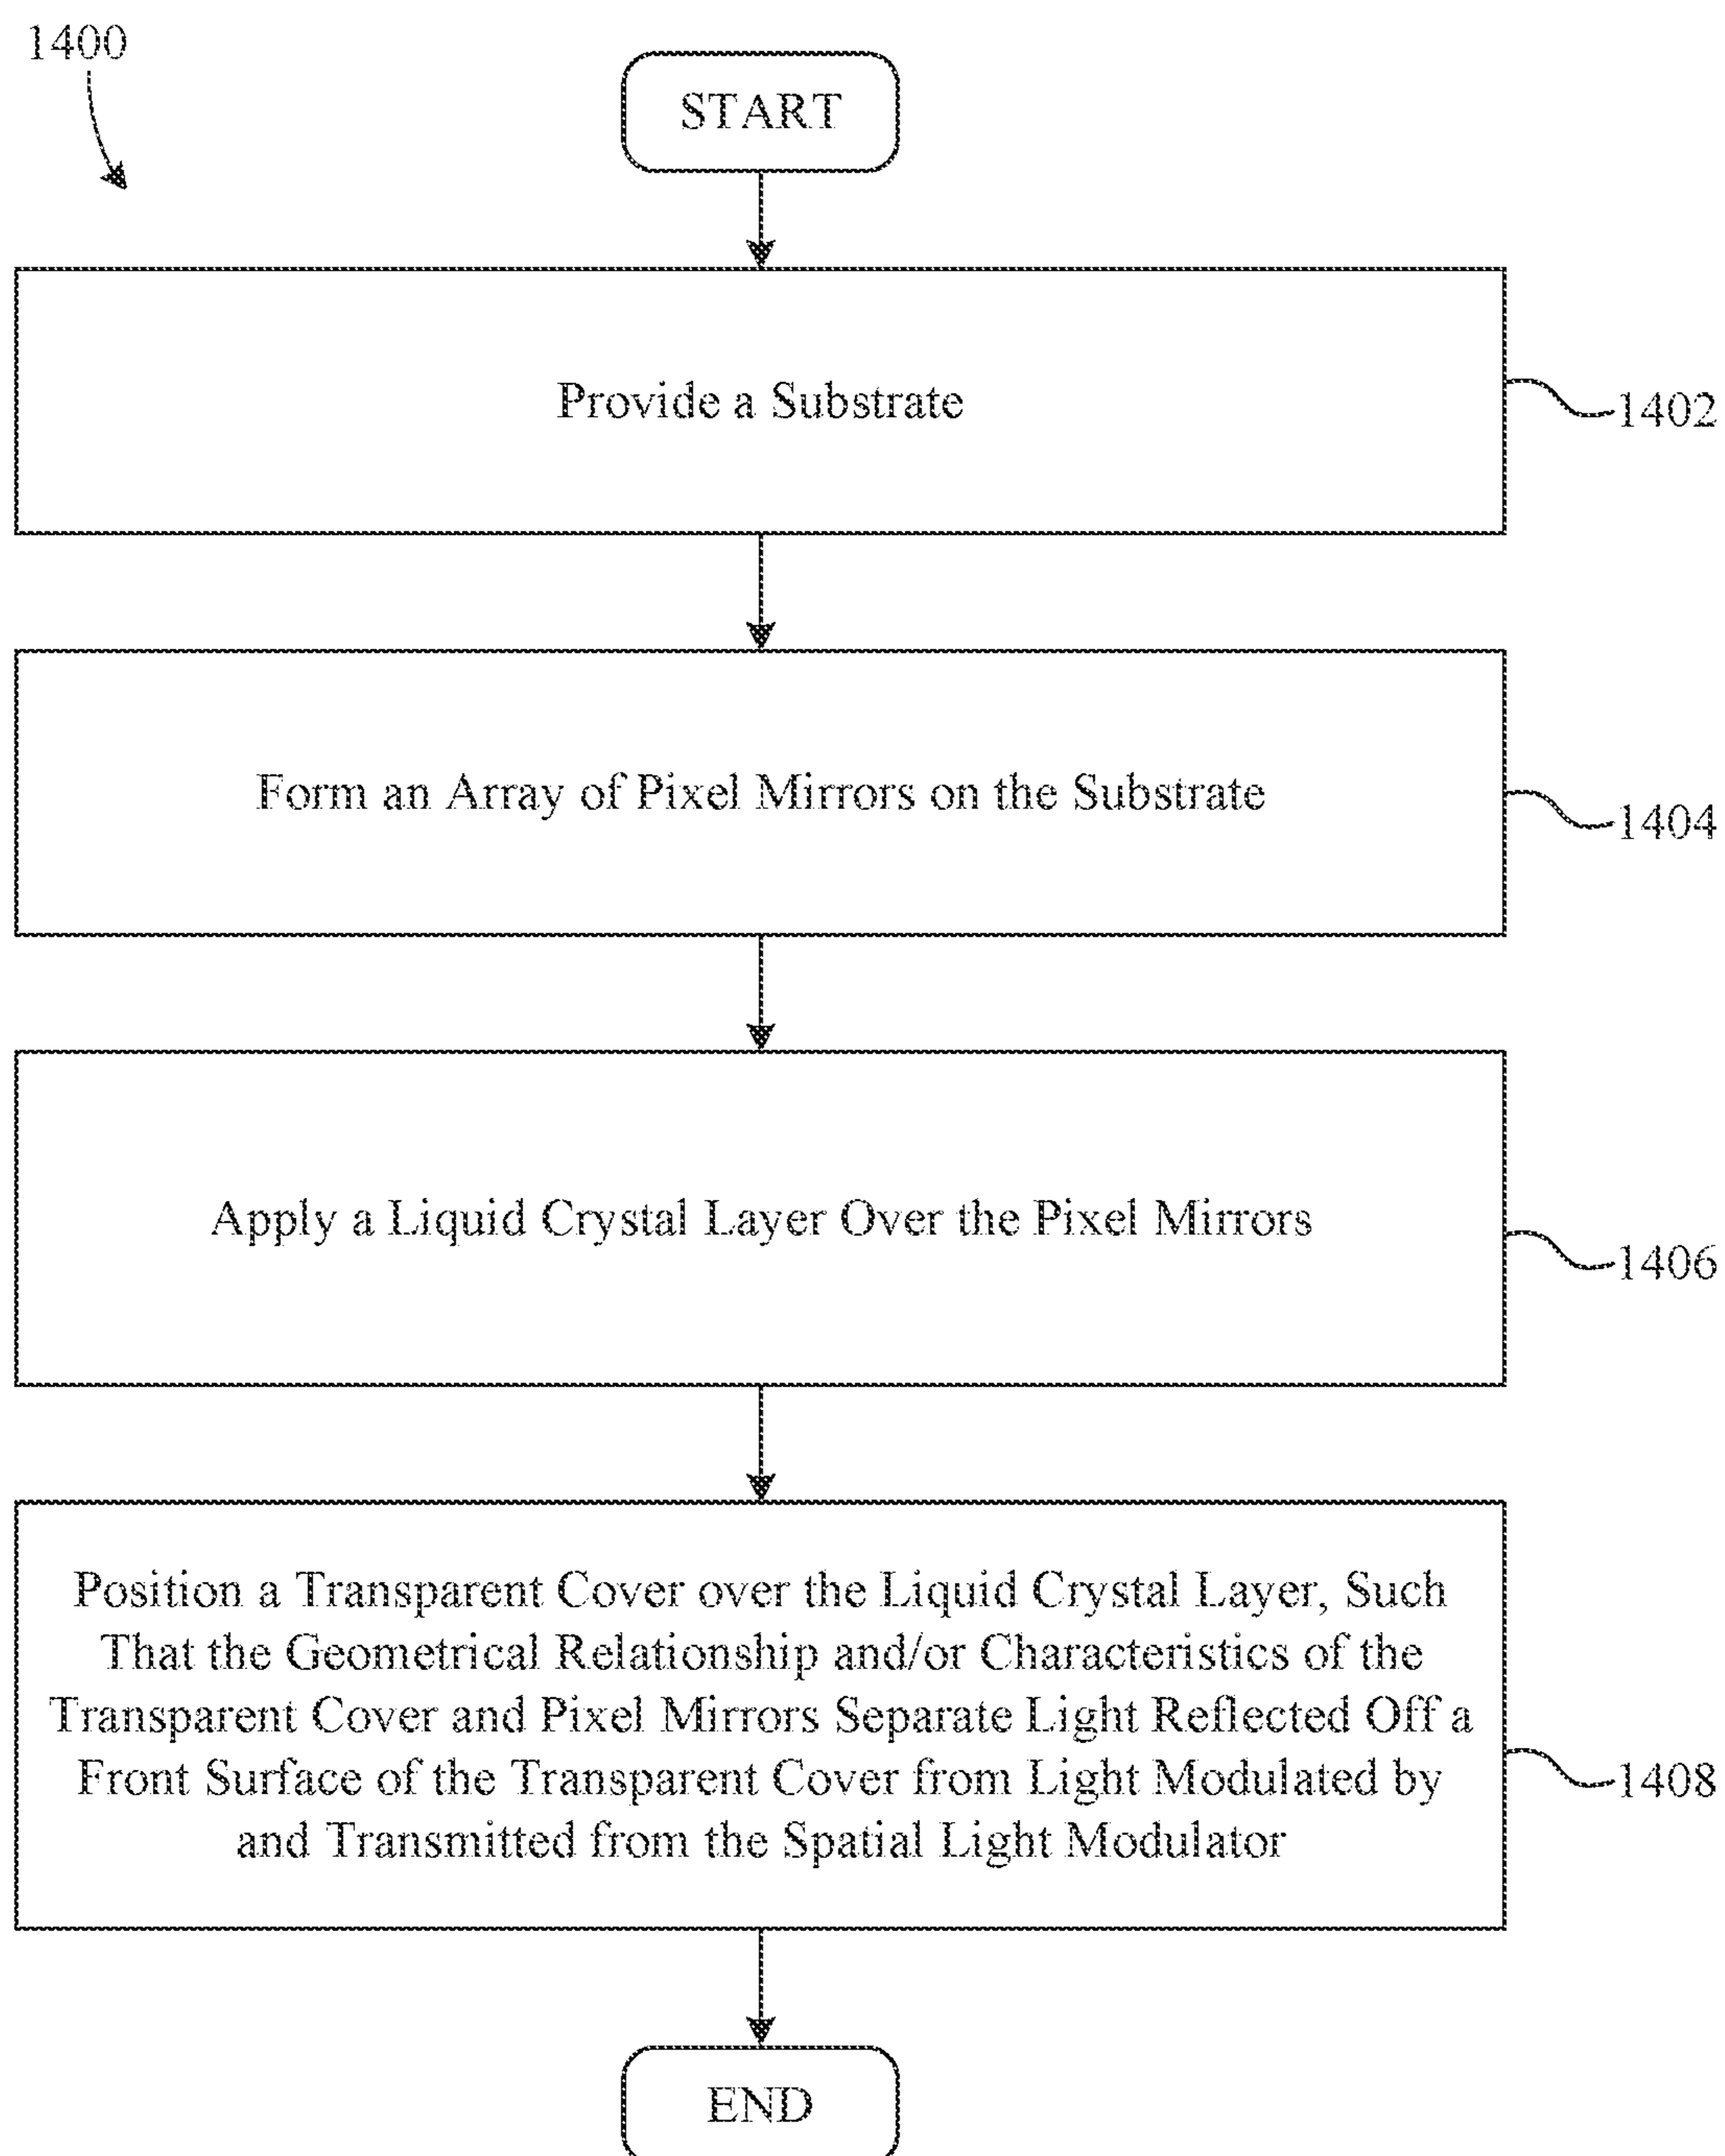 1400
START
Provide a Substrate
1402
Form an Array of Pixel Mirrors on the Substrate
1404
Apply a Liquid Crystal Layer Over the Pixel Mirrors
1406
Position a Transparent Cover over the Liquid Crystal Layer, Such
That the Geometrical Relationship and/or Characteristics of the
Transparent Cover and Pixel Mirrors Separate Light Reflected Off a
Front Surface of the Transparent Cover from Light Modulated by
and Transmitted from the Spatial Light Modulator
1408
END